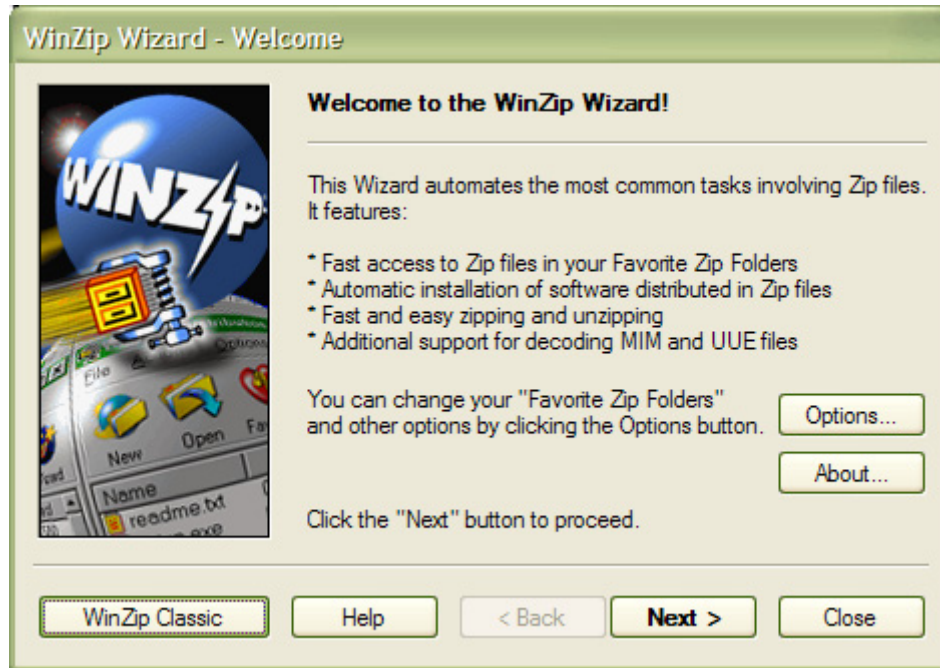 WinZip Wizard - Welcome
Welcome to the WinZip Wizard!
WINZIP
This Wizard automates the most common tasks involving Zip files.
It features:
* Fast access to Zip files in your Favorite Zip Folders
* Automatic installation of software distributed in Zip files
* Fast and easy zipping and unzipping
* Additional support for decoding MIM and UUE files
File
Options
New
Open
Name
readme.txt
You can change your "Favorite Zip Folders"
and other options by clicking the Options button.
Options...
About...
Click the "Next" button to proceed.
WinZip Classic
Help
< Back
Next >
Close